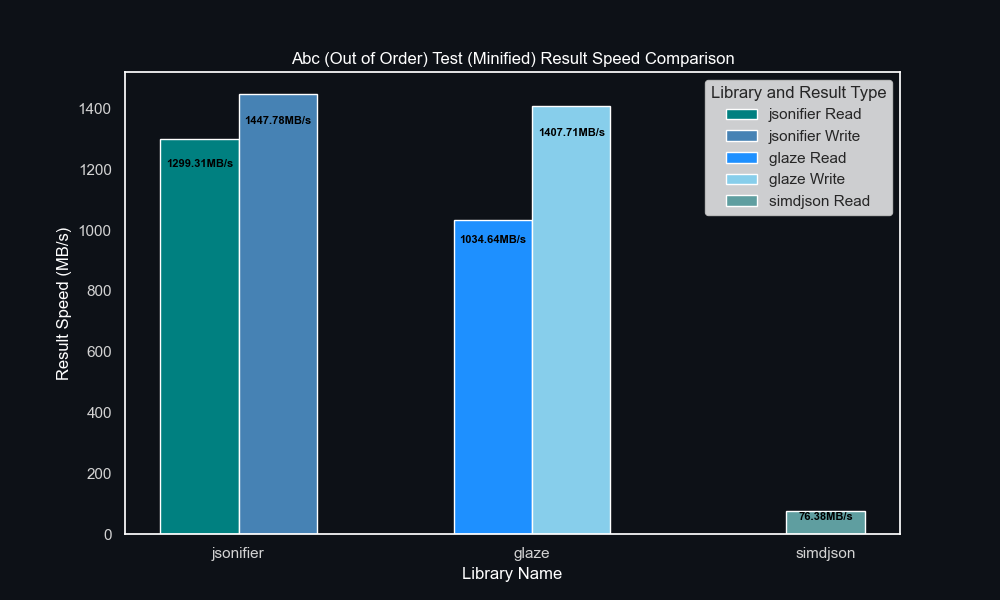 Abc (Out of Order) Test (Minified) Result Speed Comparison
Library and Result Type
jsonifier Read
jsonifier Write
glaze Read
glaze Write
simdjson Read
1400
1200
1000
800
600
400
200
0
Result Speed (MB/s)
1299.31MB/s
1447.78MB/s
1034.64MB/s
1407.71MB/s
76.38MB/s
jsonifier
glaze
simdjson
Library Name